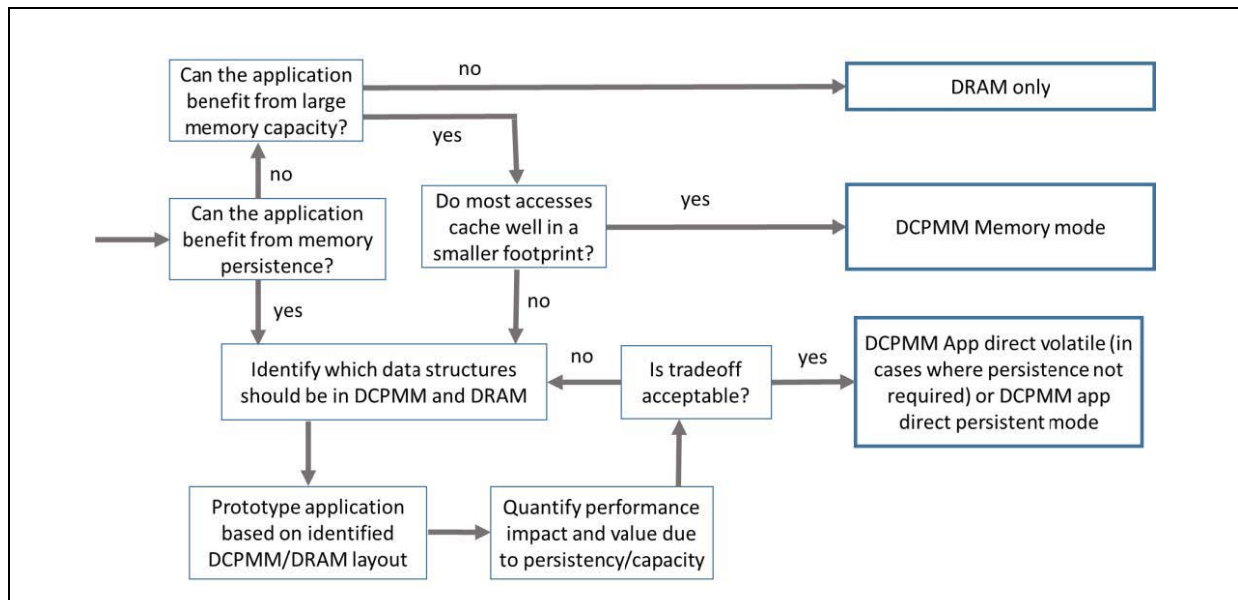 Can the application
benefit from large
memory capacity?
no
yes
DRAM only
no
Can the application
benefit from memory
persistence?
yes
Do most accesses
cache well in a
smaller footprint?
yes
no
DCPMM Memory mode
Identify which data structures
should be in DCPMM and DRAM
no
Is tradeoff
acceptable?
yes
DCPMM App direct volatile (in
cases where persistence not
required) or DCPMM app
direct persistent mode
Prototype application
based on identified
DCPMM/DRAM layout
Quantify performance
impact and value due
to persistency/capacity